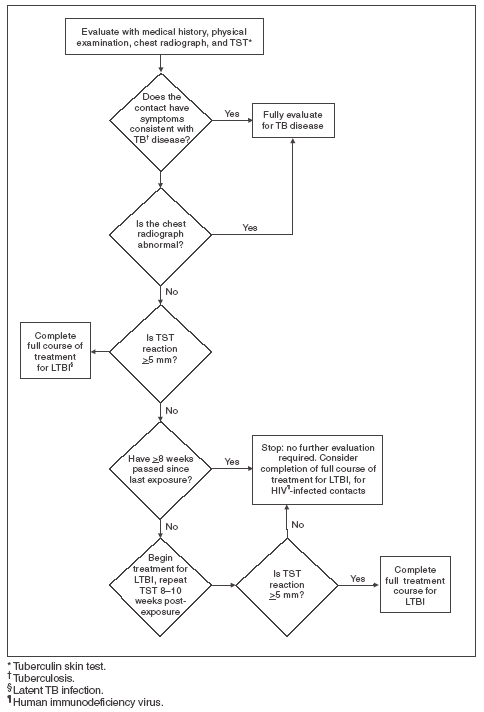 Evaluate with medical history, physical
examination, chest radiograph, and TST*
Does the
contact have
symptoms
consistent with
TB† disease?
Yes
Fully evaluate
for TB disease
Is the chest
radiograph
abnormal?
Yes
No
Complete
full course of
treatment
for LTBI§
Is TST
reaction
≥5 mm?
No
Have ≥8 weeks
passed since
last exposure?
Yes
Stop: no further evaluation
required. Consider
completion of full course of
treatment for LTBI, for
HIV¶-infected contacts
No
No
Begin
treatment for
LTBI, repeat
TST 8–10
weeks post-
exposure
Is TST
reaction
≥5 mm?
Yes
Complete
full treatment
course for
LTBI
* Tuberculin skin test.
† Tuberculosis.
§ Latent TB infection.
¶ Human immunodeficiency virus.